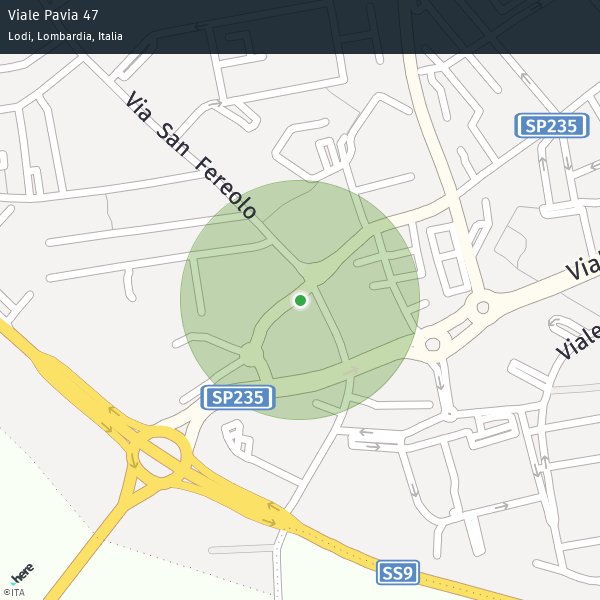 Viale Pavia 47
Lodi, Lombardia, Italia
Via San Fereolo
SP235
Via
Viale
SP235
SS9
here
©ITA